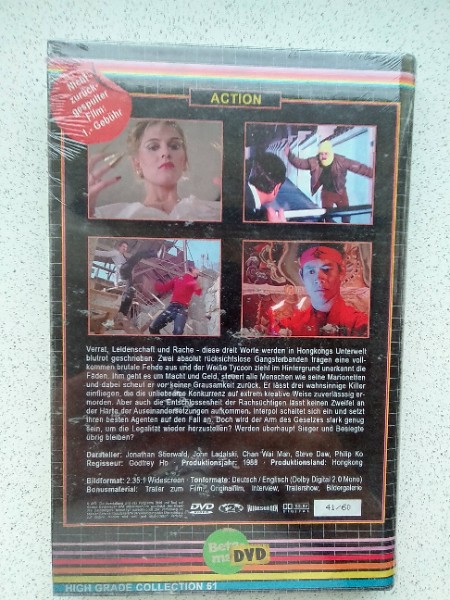 Nicht-
zurück-
gespulter
Film:
1,- Gebühr
ACTION
Verrat, Leidenschaft und Rache - diese drei Worte werden in Hongkongs Unterwelt
blutrot geschrieben. Zwei absolut rücksichtslose Gangsterbanden tragen eine voll-
kommen brutale Fehde aus und der Weiße Tycoon zieht im Hintergrund unerkannt die
Fäden. Ihm geht es um Macht und Geld, steuert alle Menschen wie seine Marionetten
und dabei scheut er vor keiner Grausamkeit zurück. Er lässt drei wahnsinnige Killer
einfliegen, die die unliebsame Konkurrenz auf extrem kreative Weise zuverlässig er-
morden. Aber auch die Entschlossenheit der Rachsüchtigen lässt keinen Zweifel an
der Härte der Auseinandersetzungen aufkommen. Interpol schaltet sich ein und setzt
ihren besten Agenten auf den Fall an. Doch wird der Arm des Gesetzes stark genug
sein, um die Legalität wieder herzustellen? Werden überhaupt Sieger und Besiegte
übrig bleiben?
Darsteller: Jonathan Stierwald, John Ladalski, Chan Wai Man, Steve Daw, Philip Ko
Regisseur: Godfrey Ho - Produktionsjahr: 1988 - Produktionsland: Hongkong
Bildformat: 2.35:1 Widescreen - Tonformate: Deutsch / Englisch (Dolby Digital 2.0 Mono)
Bonusmaterial: Trailer zum Film, Originalfilm, Interview, Trailershow, Bildergalerie
DVD
WIDESCREEN
41/60
Beta
me DVD
HIGH GRADE COLLECTION 61